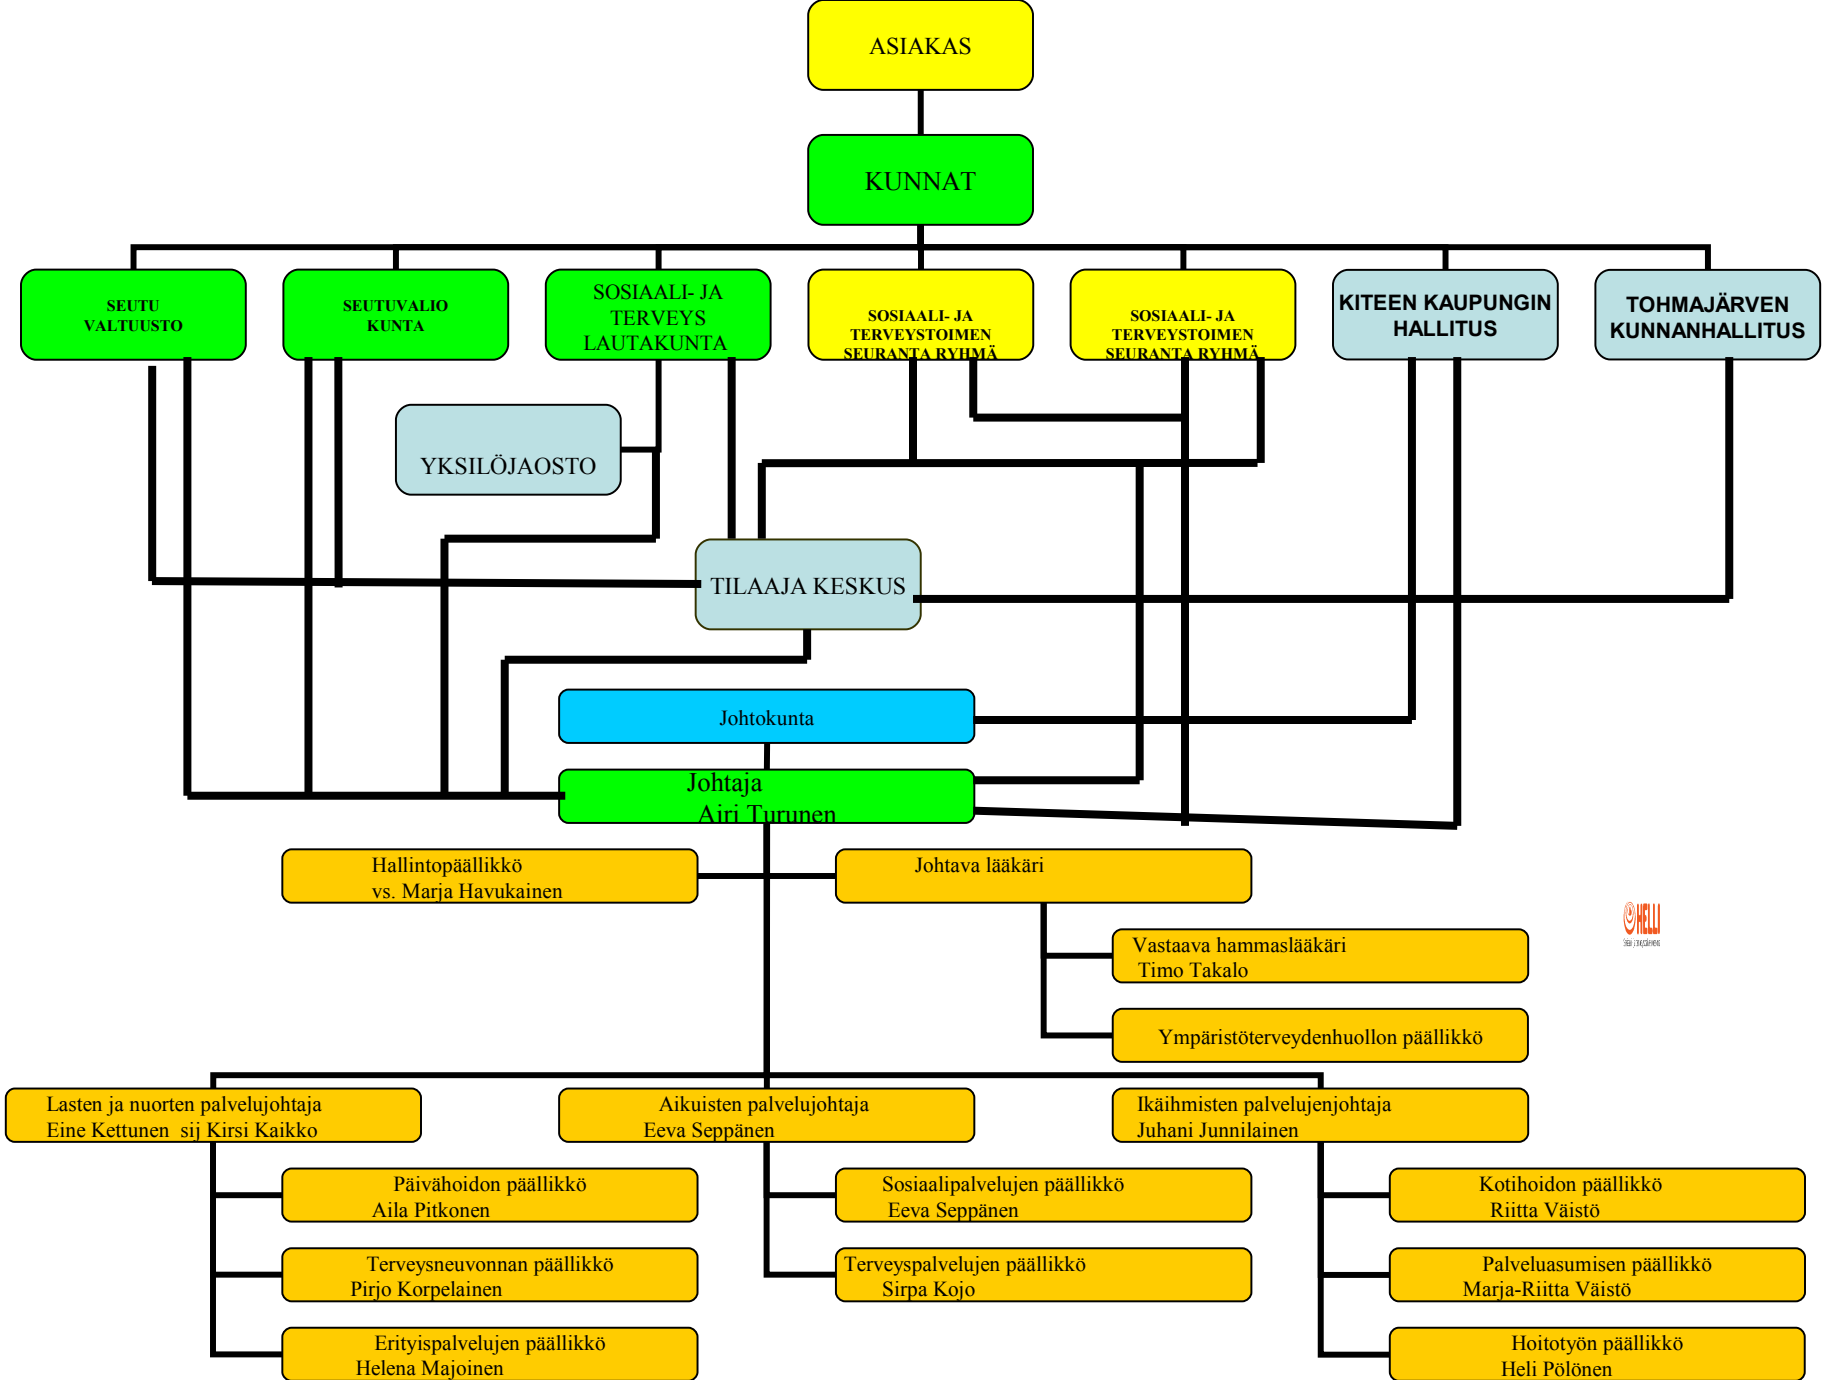 ASIAKAS
KUNNAT
SEUTU
VALTUUSTO
SEUTUVALIO
KUNTA
SOSIAALI- JA
TERVEYS
LAUTAKUNTA
SOSIAALI- JA
TERVEYSTOIMEN
SEURANTA RYHMÄ
SOSIAALI- JA
TERVEYSTOIMEN
SEURANTA RYHMÄ
KITEEN KAUPUNGIN
HALLITUS
TOHMAJÄRVEN
KUNNANHALLITUS
YKSILÖJAOSTO
TILAAJA KESKUS
Johtokunta
Johtaja
Airi Turunen
Hallintopäällikkö
vs. Marja Havukainen
Johtava lääkäri
HELLI
Vastaava hammaslääkäri
Timo Takalo
Ympäristöterveydenhuollon päällikkö
Lasten ja nuorten palvelujohtaja
Eine Kettunen sij Kirsi Kaikko
Aikuisten palvelujohtaja
Eeva Seppänen
Ikäihmisten palvelujenjohtaja
Juhani Junnilainen
Päivähoidon päällikkö
Aila Pitkonen
Sosiaalipalvelujen päällikkö
Eeva Seppänen
Kotihoidon päällikkö
Riitta Väistö
Terveysneuvonnan päällikkö
Pirjo Korpelainen
Terveyspalvelujen päällikkö
Sirpa Kojo
Palveluasumisen päällikkö
Marja-Riitta Väistö
Erityispalvelujen päällikkö
Helena Majoinen
Hoitotyön päällikkö
Heli Pölönen